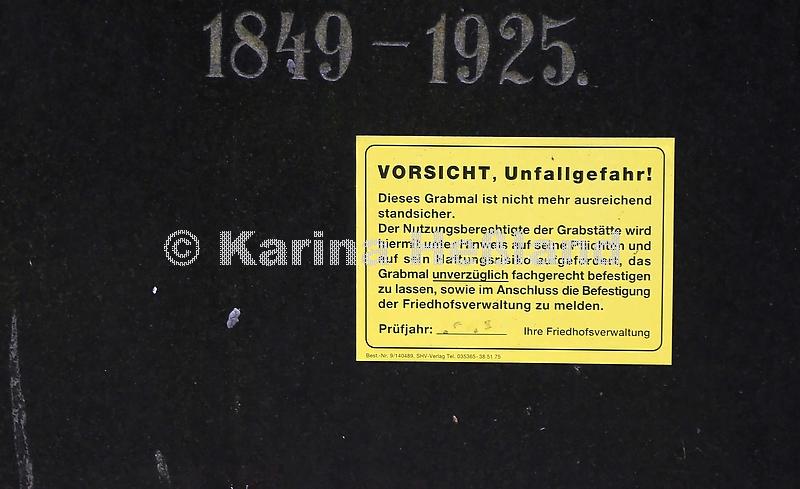 1849 – 1925.
VORSICHT, Unfallgefahr!
Dieses Grabmal ist nicht mehr ausreichend
standsicher.
Der Nutzungsberechtigte der Grabstätte wird
hiermit unter Hinweis auf seine Pflichten und
auf sein Haftungsrisiko aufgefordert, das
Grabmal unverzüglich fachgerecht befestigen
zu lassen, sowie im Anschluss die Befestigung
der Friedhofsverwaltung zu melden.
Prüfjahr: Ihre Friedhofsverwaltung
Best.-Nr. 9/140489, SHV-Verlag Tel. 035365- 38 51 75
© Karina